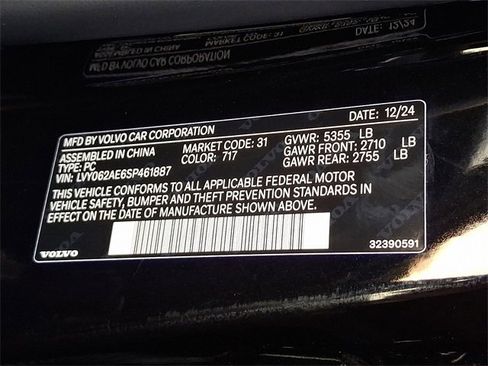 DATE: 12/24
MFD BY VOLVO CAR CORPORATION
ASSEMBLED IN CHINA MARKET CODE: 31 GVWR: 5355 LB
TYPE: PC COLOR: 717 GAWR FRONT: 2710 LB
VIN: LVY062AE6SP461887 GAWR REAR: 2755 LB
THIS VEHICLE CONFORMS TO ALL APPLICABLE FEDERAL MOTOR
VEHICLE SAFETY, BUMPER AND THEFT PREVENTION STANDARDS IN
EFFECT ON THE DATE OF MANUFACTURE SHOWN ABOVE.
32390591
VOLVO